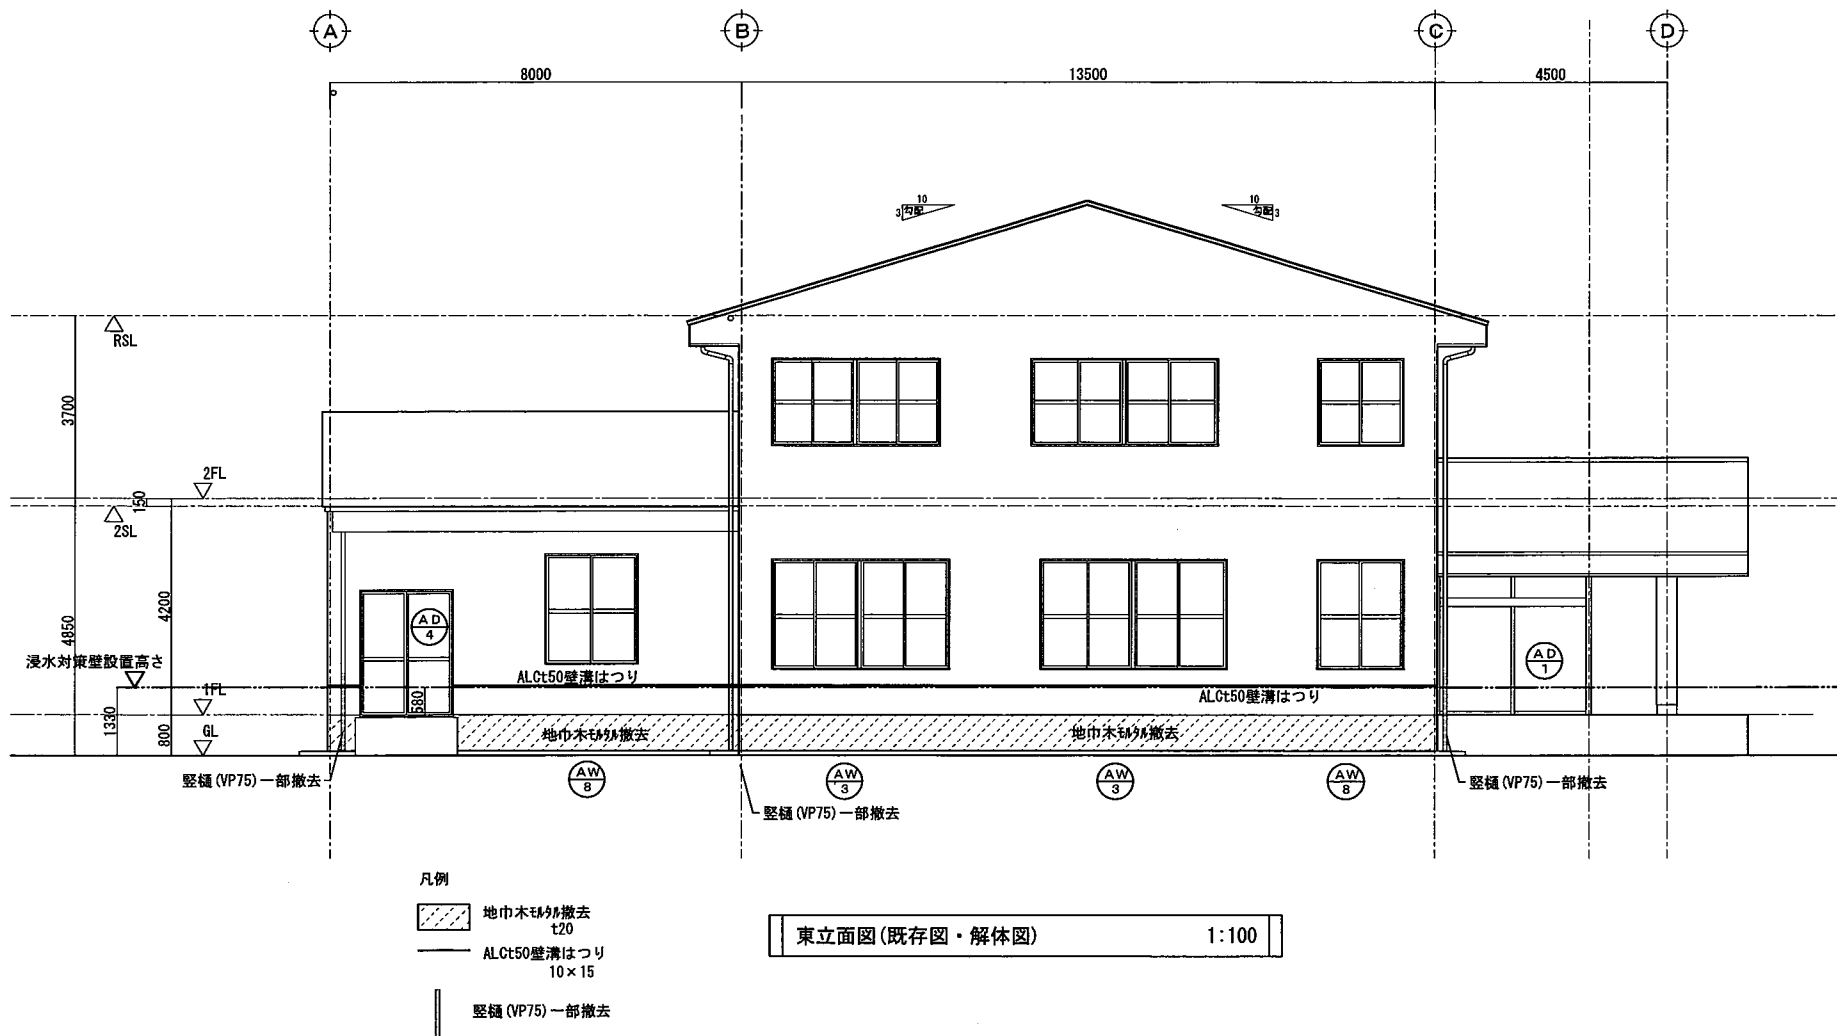 A
B
C
D
8000
13500
4500
10
3
勾配
10
勾配
3
RSL
3700
2FL
150
2SL
4200
4850
AD
4
浸水対策壁設置高さ
ALCt50壁溝はつり
AD
1
1FL
580
ALCt50壁溝はつり
1330
800
GL
地巾木ﾓﾙﾀﾙ撤去
地巾木ﾓﾙﾀﾙ撤去
竪樋(VP75)一部撤去
AW
8
AW
3
AW
3
AW
8
竪樋(VP75)一部撤去
竪樋(VP75)一部撤去
凡例
地巾木ﾓﾙﾀﾙ撤去
t20
ALCt50壁溝はつり
10×15
竪樋(VP75)一部撤去
東立面図(既存図・解体図) 1:100